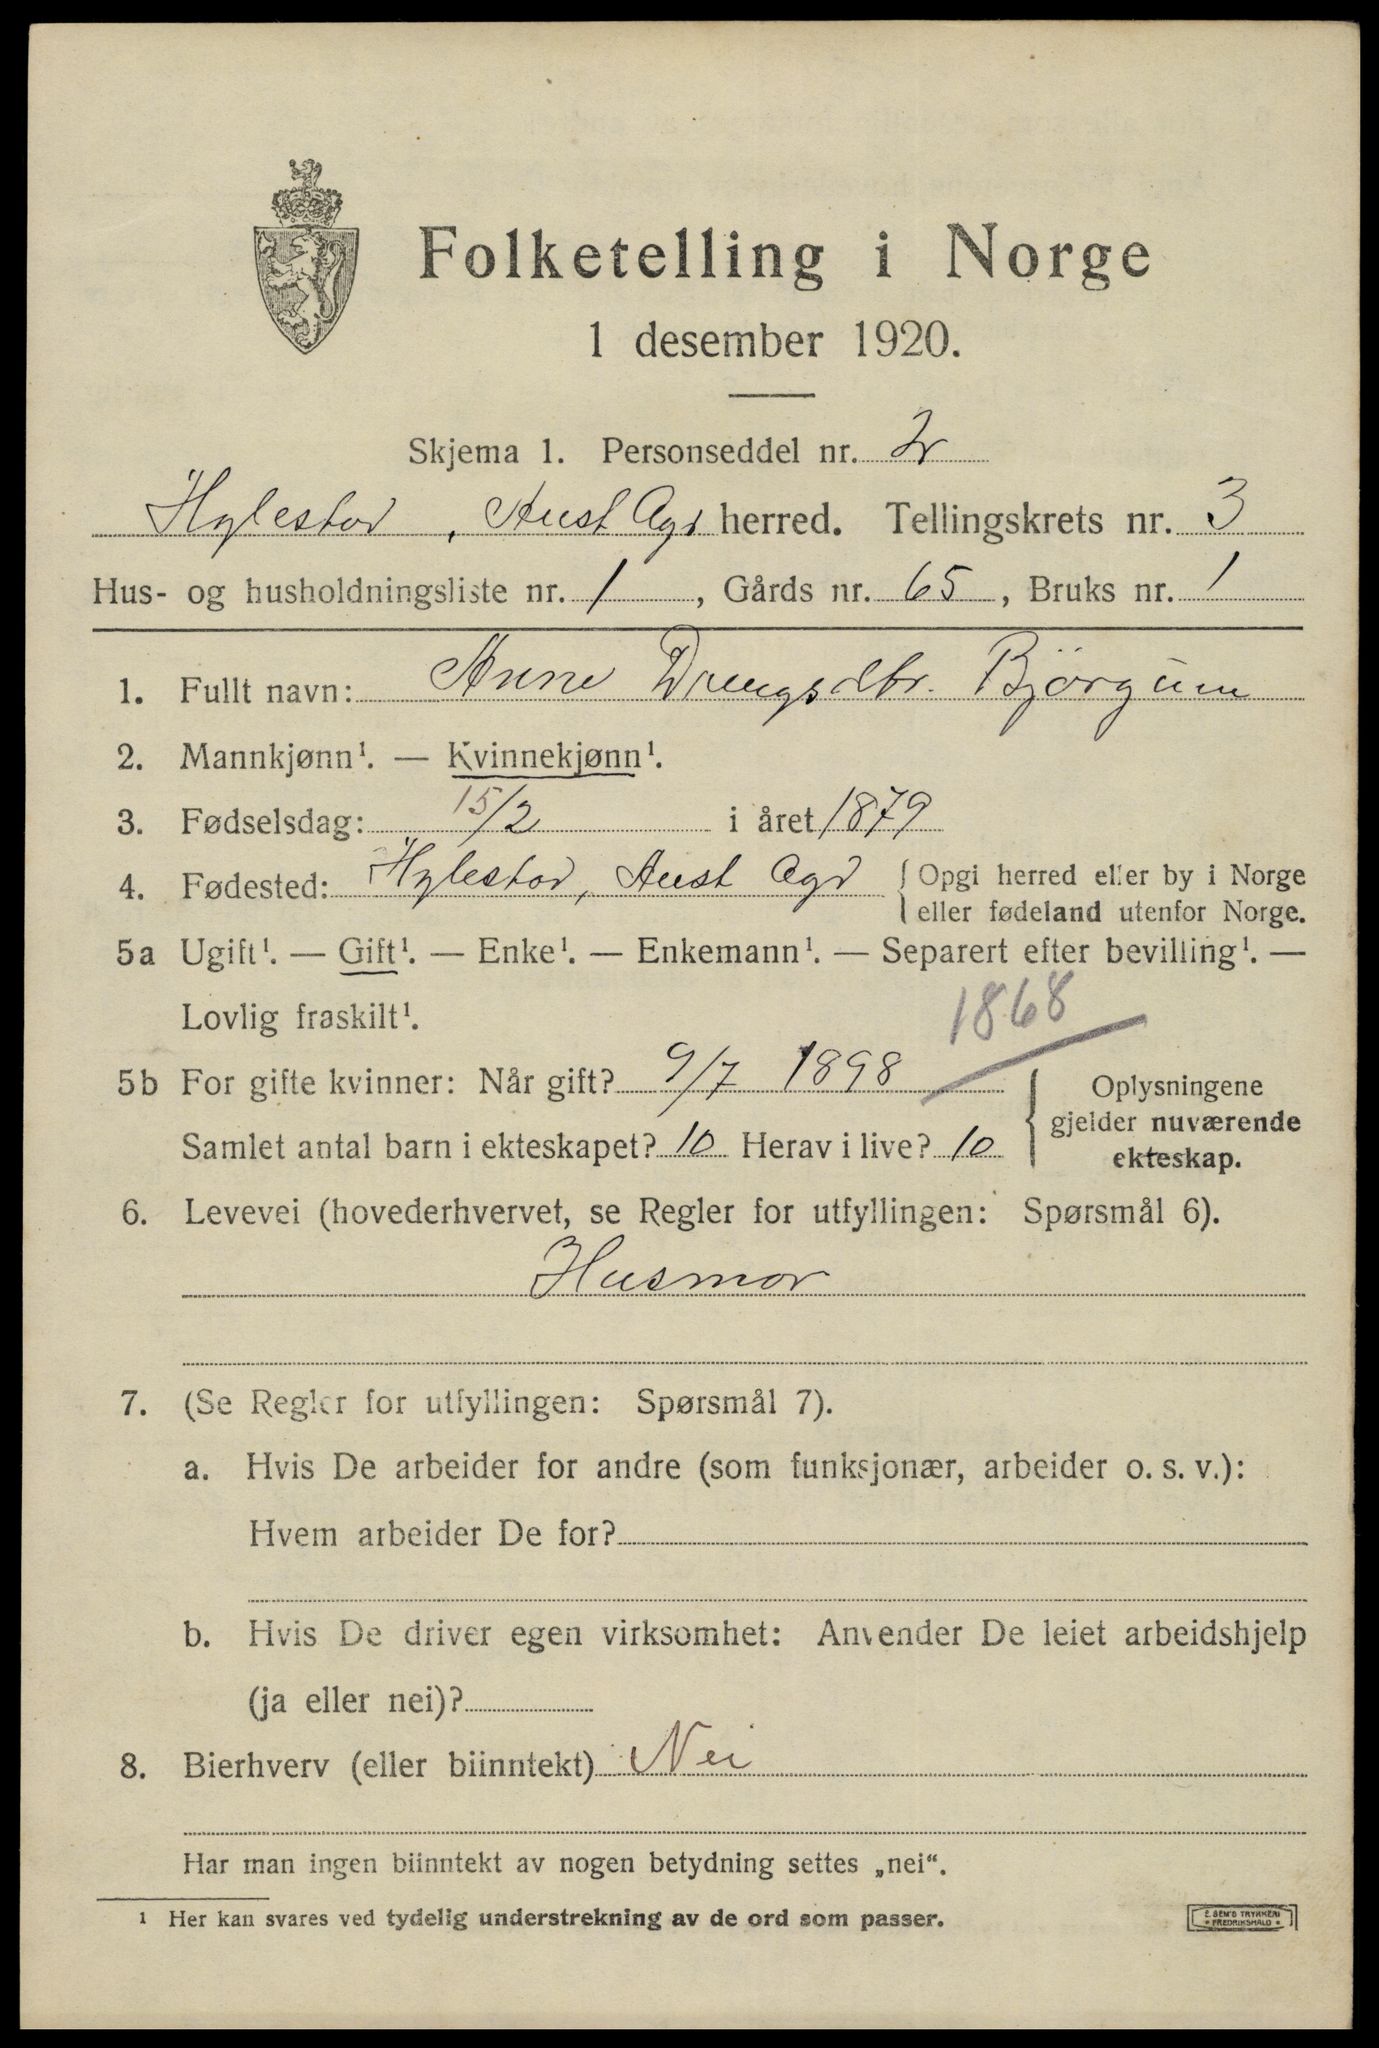 Folketelling i Norge
1 desember 1920.
Skjema 1. Personseddel nr. 2
Hylestad, Aust Agd herred. Tellingskrets nr. 3
Hus- og husholdningsliste nr. 1, Gårds nr. 65, Bruks nr. 1
1. Fullt navn: Anne Drengsdtr. Björgum
2. Mannkjønn¹. — Kvinnekjønn¹.
3. Fødselsdag: 15/2 i året 1879
4. Fødested: Hylestad, Aust Agd { Opgi herred eller by i Norge
eller fødeland utenfor Norge.
5a Ugift¹. — Gift¹. — Enke¹. — Enkemann¹. — Separert efter bevilling¹. —
Lovlig fraskilt¹.
1868
5b For gifte kvinner: Når gift? 9/7 1898
Samlet antal barn i ekteskapet? 10 Herav i live? 10
{ Oplysningene
gjelder nuværende
ekteskap.
6. Levevei (hovederhvervet, se Regler for utfyllingen: Spørsmål 6).
Husmor
7. (Se Regler for utfyllingen: Spørsmål 7).
a. Hvis De arbeider for andre (som funksjonær, arbeider o. s. v.):
Hvem arbeider De for?
b. Hvis De driver egen virksomhet: Anvender De leiet arbeidshjelp
(ja eller nei)?
8. Bierhverv (eller biinntekt) Nei
Har man ingen biinntekt av nogen betydning settes „nei“.
¹ Her kan svares ved tydelig understrekning av de ord som passer.
E. SEM'S TRYKKERI
• FREDRIKSHALD •